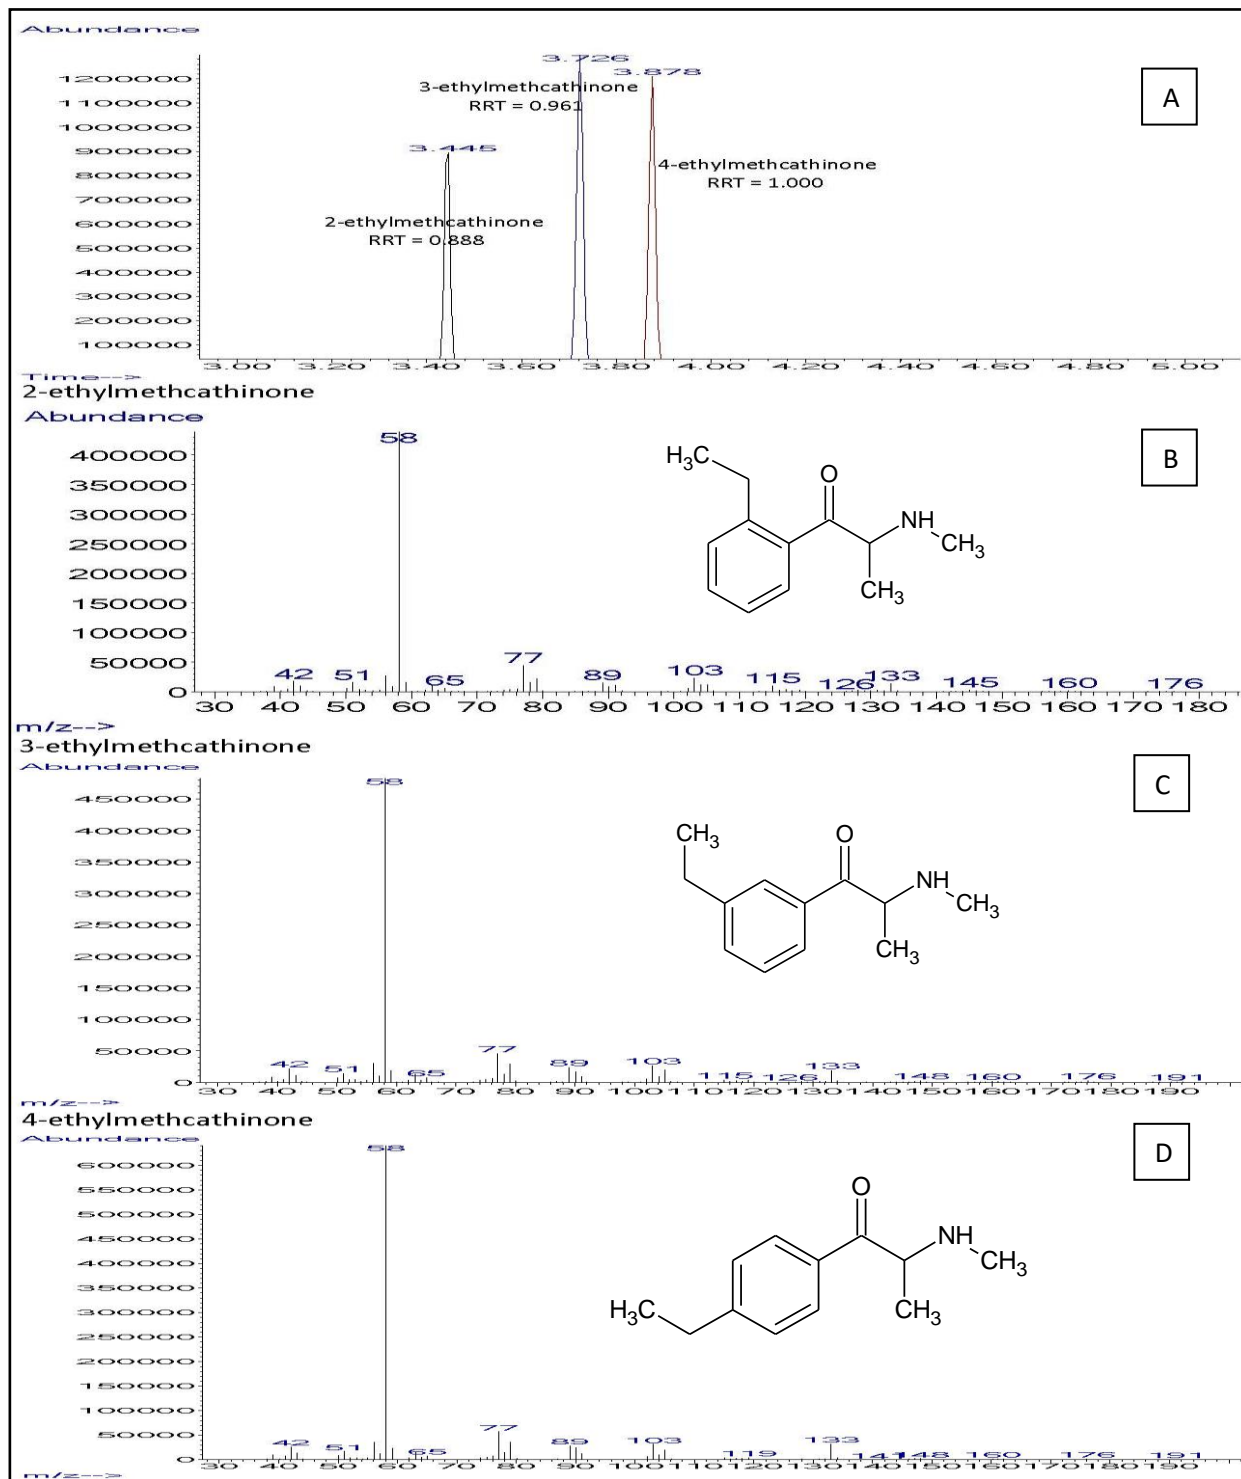 Abundance
3.726
3.878
1200000
3-ethylmethcathinone
RRT = 0.961
A
1100000
1000000
900000
3.445
800000
4-ethylmethcathinone
RRT = 1.000
700000
600000
2-ethylmethcathinone
RRT = 0.888
500000
400000
300000
200000
100000
3.00 3.20 3.40 3.60 3.80 4.00 4.20 4.40 4.60 4.80 5.00
Time-->
2-ethylmethcathinone
Abundance
58
B
400000
350000
300000
250000
200000
150000
100000
50000
0
H3C
O
NH
CH3
CH3
42 51 65 77 89 103 115 126 133 145 160 176
30 40 50 60 70 80 90 100 110 120 130 140 150 160 170 180
m/z-->
3-ethylmethcathinone
Abundance
58
C
450000
400000
350000
300000
250000
200000
150000
100000
50000
0
CH3
O
NH
CH3
CH3
42 51 65 77 89 103 115 126 133 148 160 176 191
30 40 50 60 70 80 90 100 110 120 130 140 150 160 170 180 190
m/z-->
4-ethylmethcathinone
Abundance
58
D
600000
550000
500000
450000
400000
350000
300000
250000
200000
150000
100000
50000
0
O
NH
CH3
CH3
H3C
42 51 65 77 89 103 119 133 141 148 160 176 191
30 40 50 60 70 80 90 100 110 120 130 140 150 160 170 180 190
m/z-->